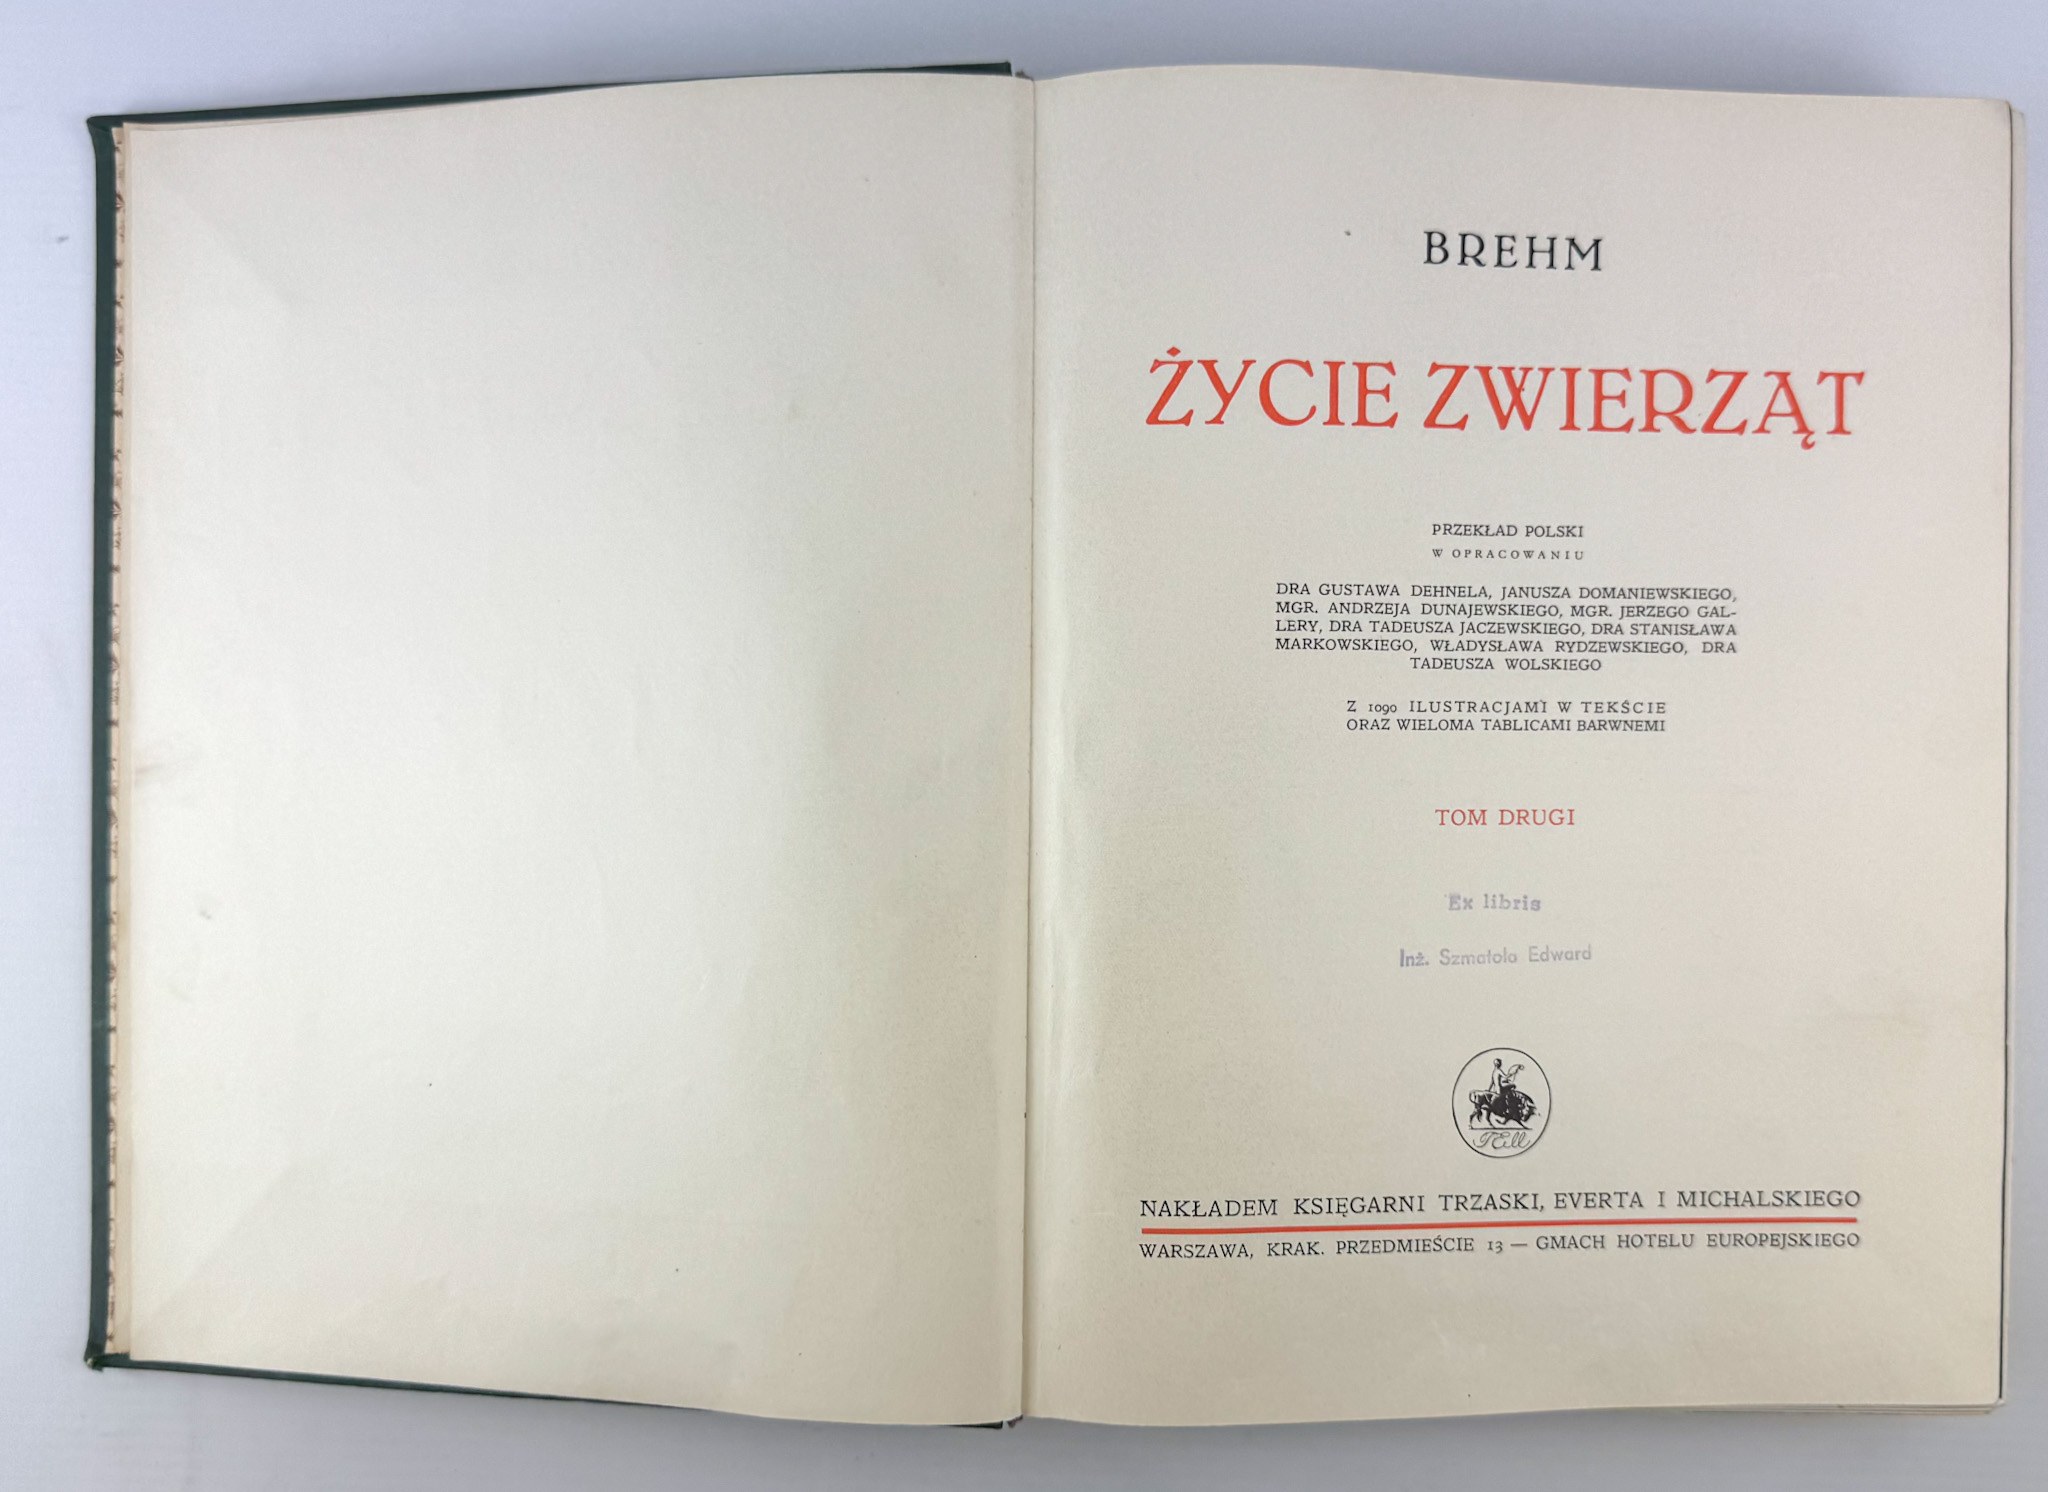 BREHM
ŻYCIE ZWIERZĄT
PRZEKŁAD POLSKI
W OPRACOWANIU
DRA GUSTAWA DEHNELA, JANUSZA DOMANIEWSKIEGO,
MGR. ANDRZEJA DUNAJEWSKIEGO, MGR. JERZEGO GAL-
LERY, DRA TADEUSZA JACZEWSKIEGO, DRA STANISŁAWA
MARKOWSKIEGO, WŁADYSŁAWA RYDZEWSKIEGO, DRA
TADEUSZA WOLSKIEGO
Z 1090 ILUSTRACJAMI W TEKŚCIE
ORAZ WIELOMA TABLICAMI BARWNEMI
TOM DRUGI
Ex libris
Inż. Szmatoła Edward
NAKŁADEM KSIĘGARNI TRZASKI, EVERTA I MICHALSKIEGO
WARSZAWA, KRAK. PRZEDMIEŚCIE 13 — GMACH HOTELU EUROPEJSKIEGO